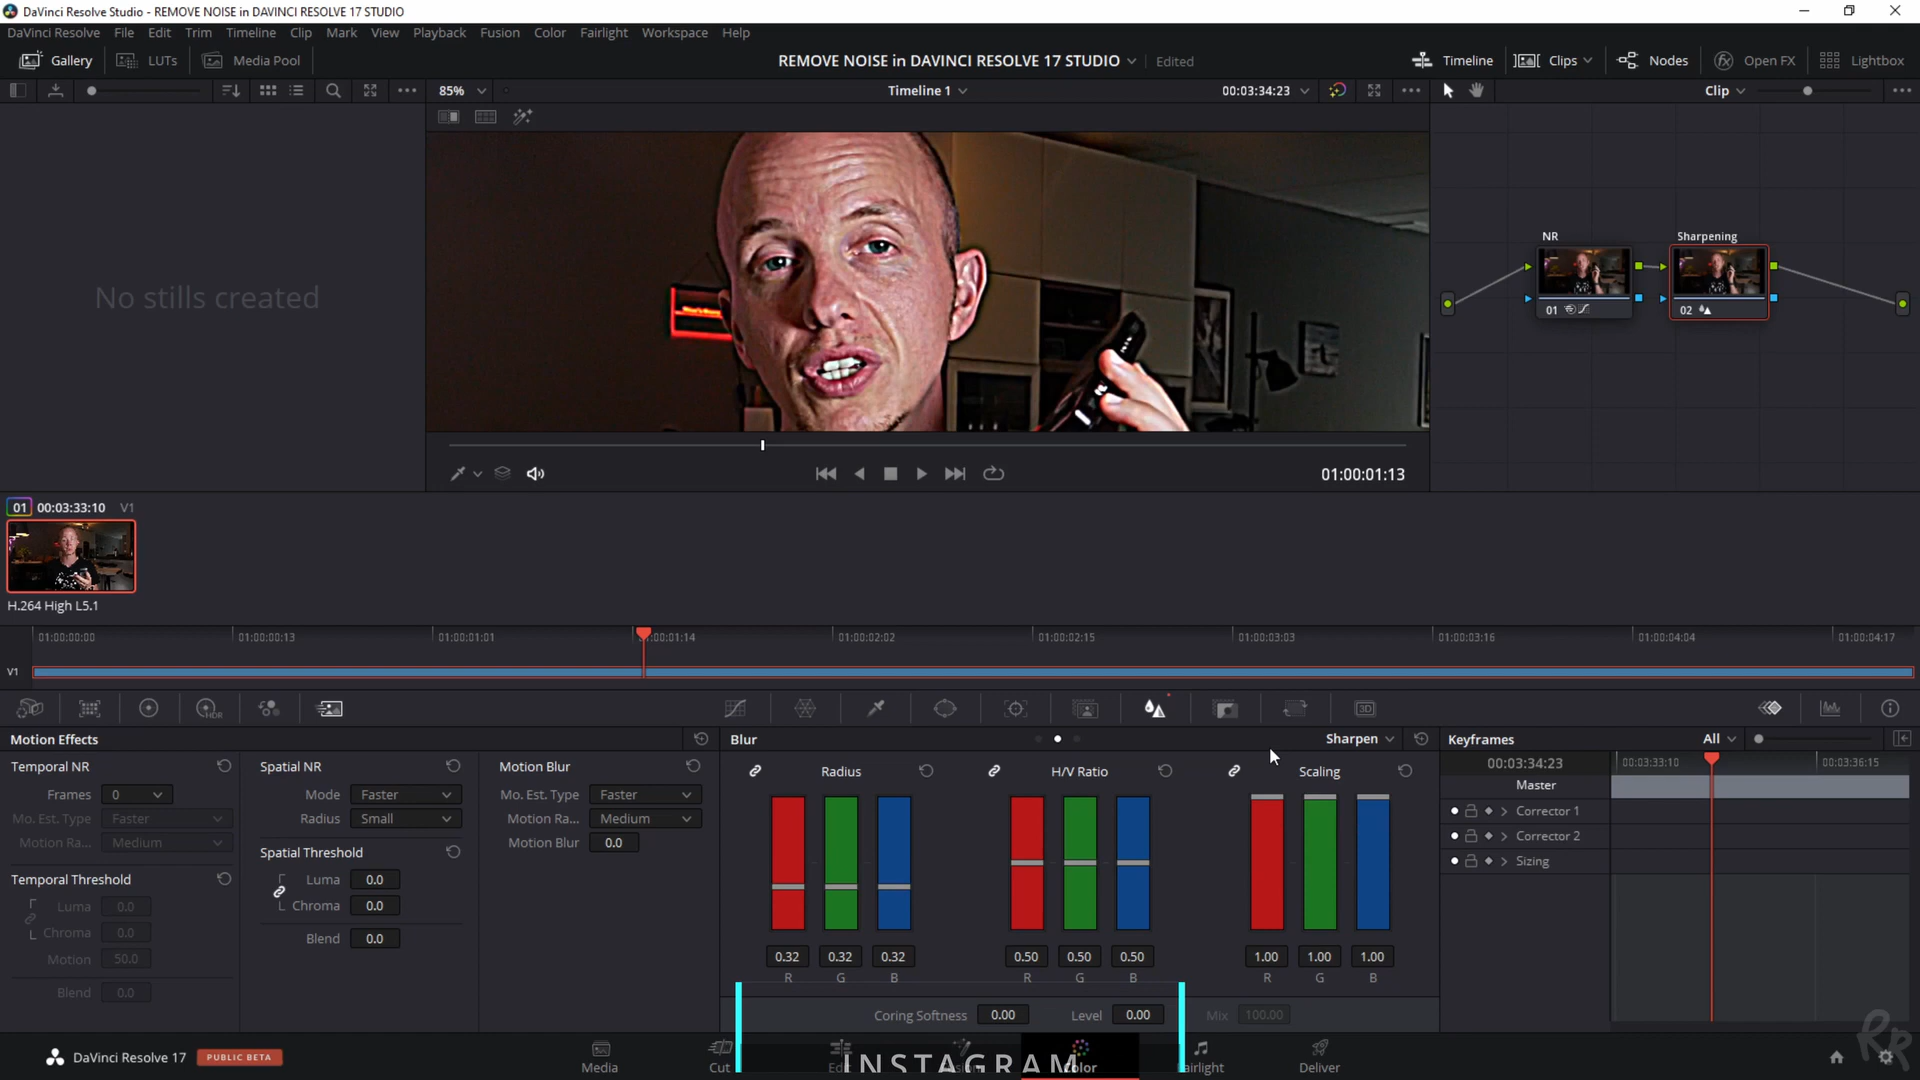 DaVinci Resolve Studio - REMOVE NOISE in DAVINCI RESOLVE 17 STUDIO
DaVinci Resolve File Edit Trim Timeline Clip Mark View Playback Fusion Color Fairlight Workspace Help
Gallery LUTs Media Pool REMOVE NOISE in DAVINCI RESOLVE 17 STUDIO Edited Timeline Clips Nodes Open FX Lightbox
85% Timeline 1 00:03:34:23 Clip
No stills created
NR Sharpening
01 02
01:00:01:13
01 00:03:33:10 V1
H.264 High L5.1
01:00:00:00 01:00:00:13 01:00:01:01 01:00:01:14 01:00:02:02 01:00:02:15 01:00:03:03 01:00:03:16 01:00:04:04 01:00:04:17
V1
HDR 3D
Motion Effects Blur Sharpen Keyframes All
Temporal NR Spatial NR Motion Blur Radius H/V Ratio Scaling 00:03:34:23 00:03:33:10 00:03:36:15
Master
Frames 0 Mode Faster Mo. Est. Type Faster
Mo. Est. Type Faster Radius Small Motion Ra... Medium Corrector 1
Motion Ra... Medium Motion Blur 0.0 Corrector 2
Spatial Threshold Sizing
Temporal Threshold Luma 0.0
Luma 0.0 Chroma 0.0
Chroma 0.0 Blend 0.0
Motion 50.0 0.32 0.32 0.32 0.50 0.50 0.50 1.00 1.00 1.00
R G B R G B R G B
Blend 0.0
Coring Softness 0.00 Level 0.00 Mix 100.00
DaVinci Resolve 17 PUBLIC BETA Media Cut INSTAGRAM Color Fairlight Deliver
RR